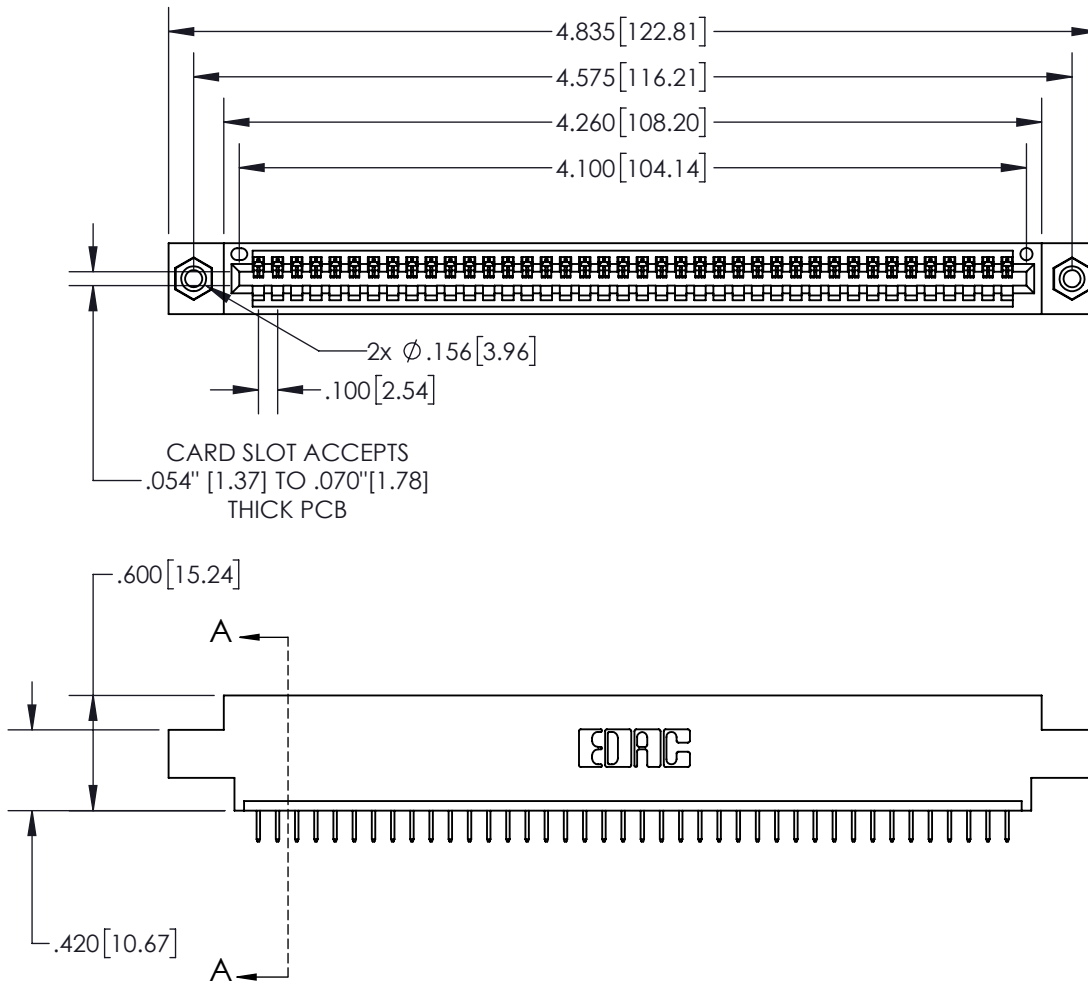 4.835[122.81]
4.575[116.21]
4.260[108.20]
4.100[104.14]
2x ∅ .156[3.96]
.100[2.54]
CARD SLOT ACCEPTS
.054" [1.37] TO .070"[1.78]
THICK PCB
.600[15.24]
A
EDAC
.420[10.67]
A